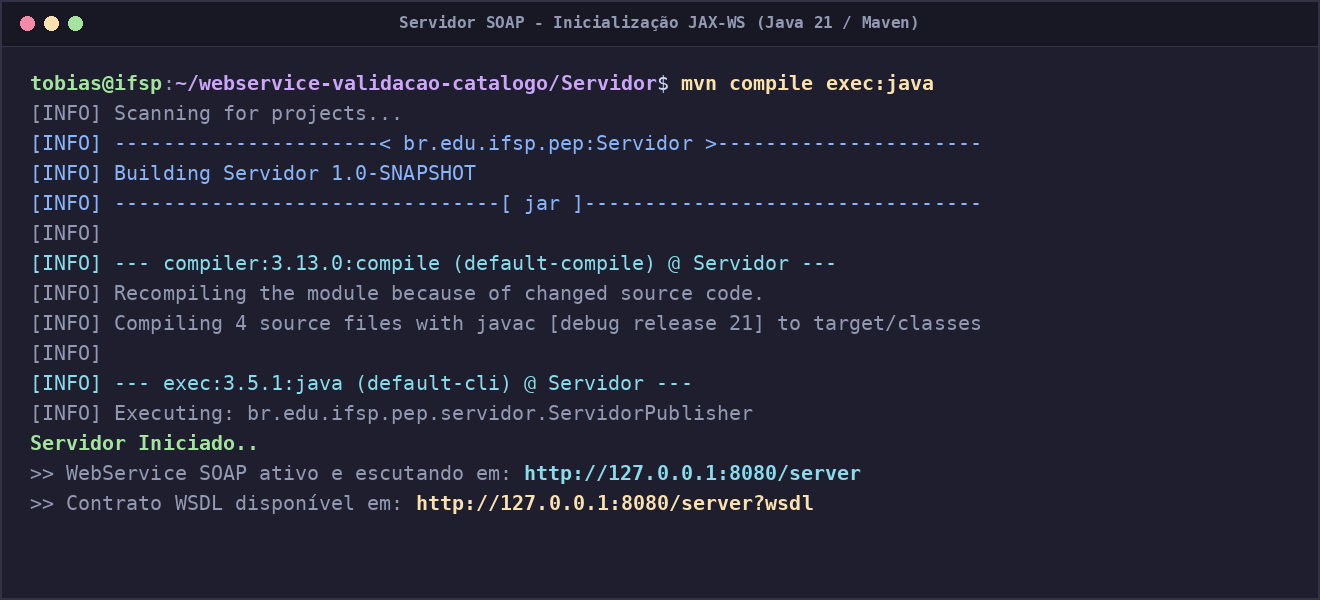 Servidor SOAP - Inicialização JAX-WS (Java 21 / Maven)
tobias@ifsp:~/webservice-validacao-catalogo/Servidor$ mvn compile exec:java
[INFO] Scanning for projects...
[INFO] ----------------------< br.edu.ifsp.pep:Servidor >----------------------
[INFO] Building Servidor 1.0-SNAPSHOT
[INFO] --------------------------------[ jar ]---------------------------------
[INFO]
[INFO] --- compiler:3.13.0:compile (default-compile) @ Servidor ---
[INFO] Recompiling the module because of changed source code.
[INFO] Compiling 4 source files with javac [debug release 21] to target/classes
[INFO]
[INFO] --- exec:3.5.1:java (default-cli) @ Servidor ---
[INFO] Executing: br.edu.ifsp.pep.servidor.ServidorPublisher
Servidor Iniciado..
>> WebService SOAP ativo e escutando em: http://127.0.0.1:8080/server
>> Contrato WSDL disponível em: http://127.0.0.1:8080/server?wsdl